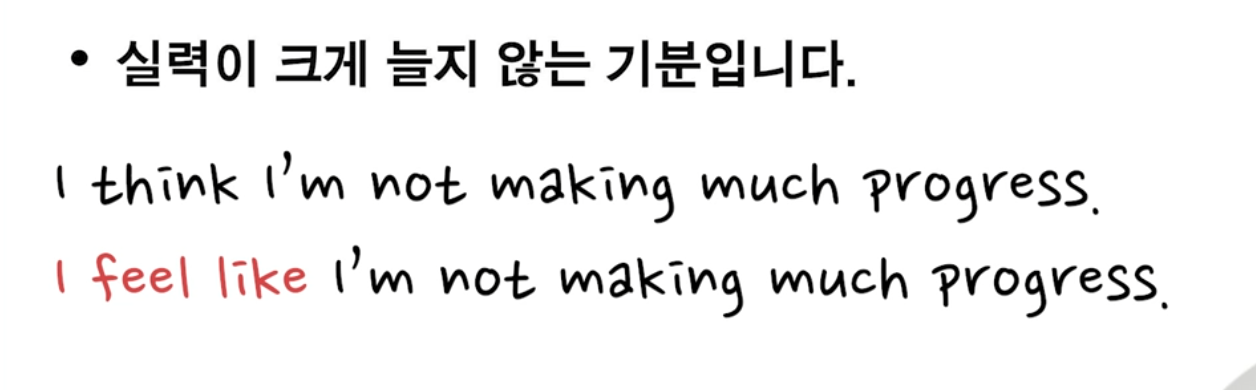 • 실력이 크게 늘지 않는 기분입니다.
I think I'm not making much progress.
I feel like I'm not making much progress.